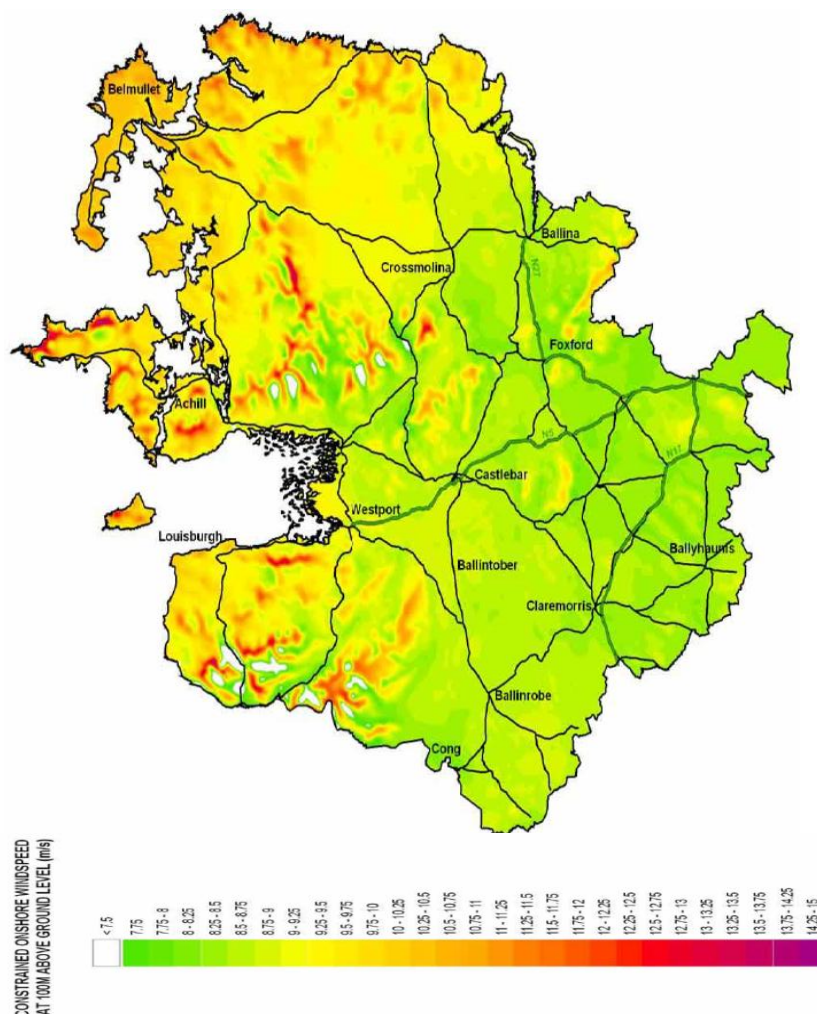 Belmullet
Ballina
Crossmolina
N27
Foxford
Achill
N5
N17
Castlebar
Westport
Louisburgh
Ballyhaunis
Ballintober
Claremorris
Ballinrobe
Cong
CONSTRAINED ONSHORE WINDSPEED
AT 100M ABOVE GROUND LEVEL (m/s)
< 7.5
7.75
7.75 - 8
8 - 8.25
8.25 - 8.5
8.5 - 8.75
8.75 - 9
9 - 9.25
9.25 - 9.5
9.5 - 9.75
9.75 - 10
10 - 10.25
10.25 - 10.5
10.5 - 10.75
10.75 - 11
11 - 11.25
11.25 - 11.5
11.5 - 11.75
11.75 - 12
12 - 12.25
12.25 - 12.5
12.5 - 12.75
12.75 - 13
13 - 13.25
13.25 - 13.5
13.5 - 13.75
13.75 - 14.25
14.25 - 15